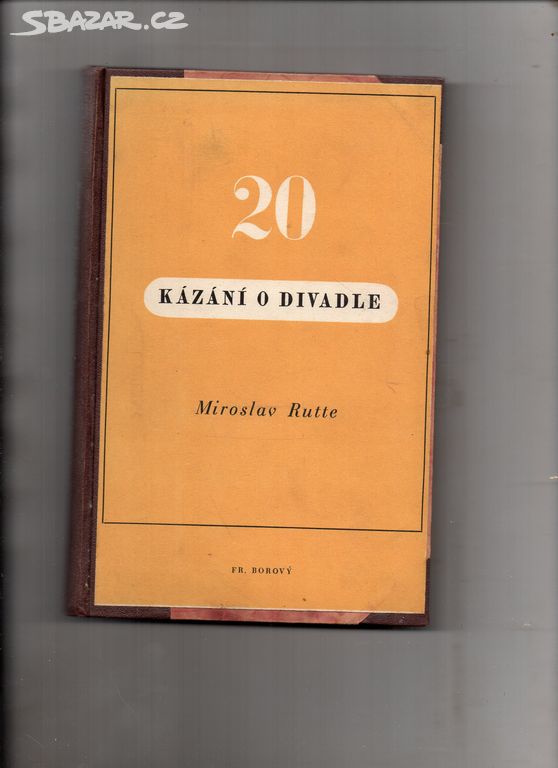 SBAZAR.CZ
20
KÁZÁNÍ O DIVADLE
Miroslav Rutte
FR. BOROVÝ